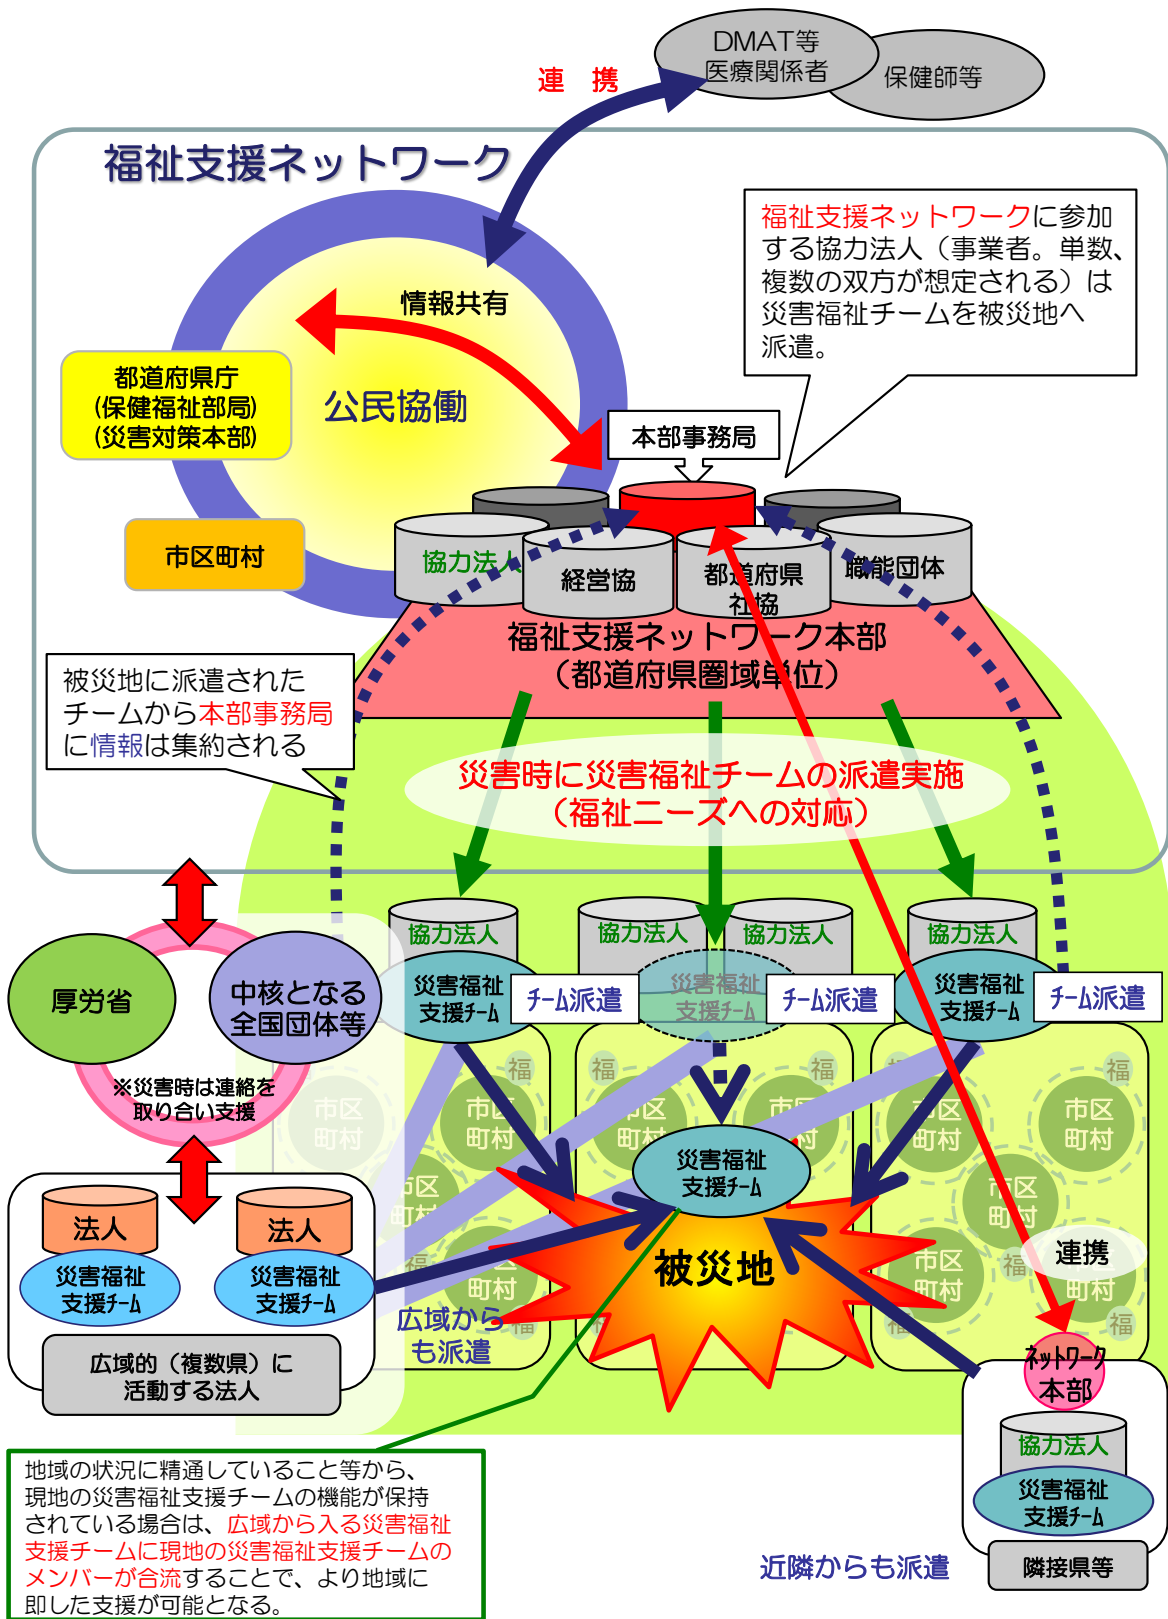 DMAT等
医療関係者
保健師等
連　携
福祉支援ネットワーク
福祉支援ネットワークに参加
する協力法人（事業者。単数、
複数の双方が想定される）は
災害福祉チームを被災地へ
派遣。
情報共有
都道府県庁
(保健福祉部局)
(災害対策本部)
公民協働
本部事務局
市区町村
協力法人
経営協
都道府県
社協
職能団体
福祉支援ネットワーク本部
（都道府県圏域単位）
被災地に派遣された
チームから本部事務局
に情報は集約される
災害時に災害福祉チームの派遣実施
（福祉ニーズへの対応）
協力法人
協力法人
協力法人
協力法人
災害福祉
支援チーム
チーム派遣
災害福祉
支援チーム
チーム派遣
災害福祉
支援チーム
チーム派遣
厚労省
中核となる
全国団体等
※災害時は連絡を
取り合い支援
福
福
福
福
市区
町村
市区
町村
市区
町村
市区
町村
市区
町村
市区
町村
市区
町村
市区
町村
市区
町村
市区
町村
市区
町村
福
福
福
福
福
福
災害福祉
支援チーム
被災地
連携
法人
法人
災害福祉
支援チーム
災害福祉
支援チーム
広域的（複数県）に
活動する法人
広域から
も派遣
ネットワーク
本部
協力法人
災害福祉
支援チーム
隣接県等
近隣からも派遣
地域の状況に精通していること等から、
現地の災害福祉支援チームの機能が保持
されている場合は、広域から入る災害福祉
支援チームに現地の災害福祉支援チームの
メンバーが合流することで、より地域に
即した支援が可能となる。